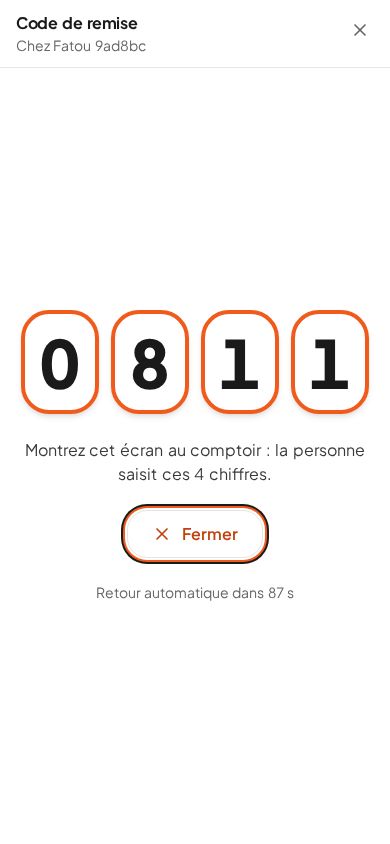 Code de remise
Chez Fatou 9ad8bc
0 8 1 1
Montrez cet écran au comptoir : la personne
saisit ces 4 chiffres.
Fermer
Retour automatique dans 87 s